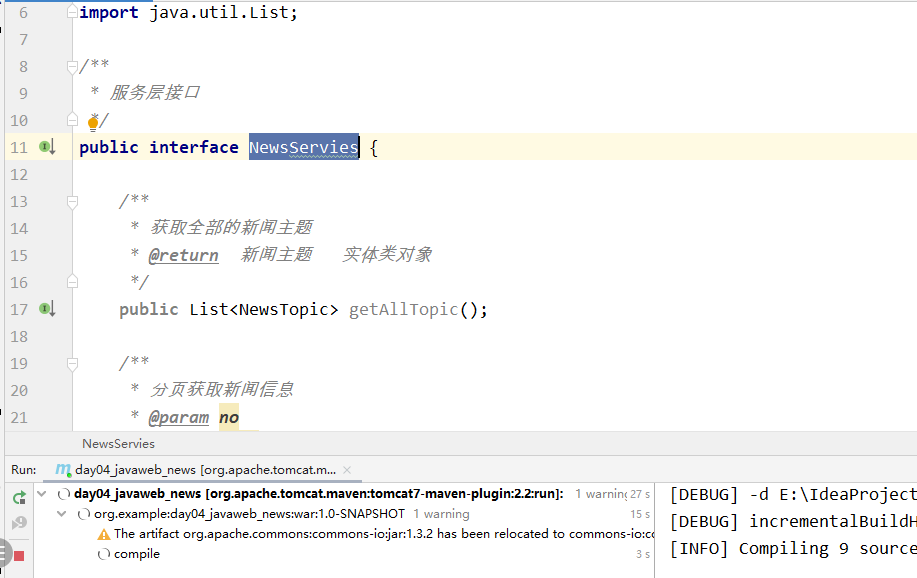 6 import java.util.List;
7
8 /**
9 * 服务层接口
10 */
11 public interface NewsServies {
12
13 /**
14 * 获取全部的新闻主题
15 * @return 新闻主题 实体类对象
16 */
17 public List<NewsTopic> getAllTopic();
18
19 /**
20 * 分页获取新闻信息
21 * @param no
NewsServies
Run: day04_javaweb_news [org.apache.tomcat.m...
day04_javaweb_news [org.apache.tomcat.maven:tomcat7-maven-plugin:2.2:run]: 1 warning 27 s
org.example:day04_javaweb_news:war:1.0-SNAPSHOT 1 warning 15 s
The artifact org.apache.commons:commons-io:jar:1.3.2 has been relocated to commons-io:co
compile 3 s
[DEBUG] -d E:\IdeaProject
[DEBUG] incrementalBuildH
[INFO] Compiling 9 source